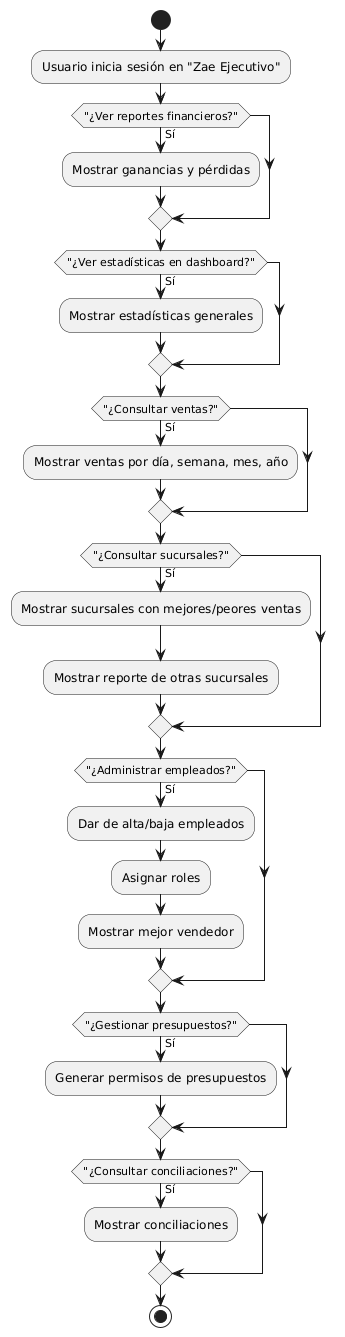 Usuario inicia sesión en "Zae Ejecutivo"
"¿Ver reportes financieros?"
Sí
Mostrar ganancias y pérdidas
"¿Ver estadísticas en dashboard?"
Sí
Mostrar estadísticas generales
"¿Consultar ventas?"
Sí
Mostrar ventas por día, semana, mes, año
"¿Consultar sucursales?"
Sí
Mostrar sucursales con mejores/peores ventas
Mostrar reporte de otras sucursales
"¿Administrar empleados?"
Sí
Dar de alta/baja empleados
Asignar roles
Mostrar mejor vendedor
"¿Gestionar presupuestos?"
Sí
Generar permisos de presupuestos
"¿Consultar conciliaciones?"
Sí
Mostrar conciliaciones